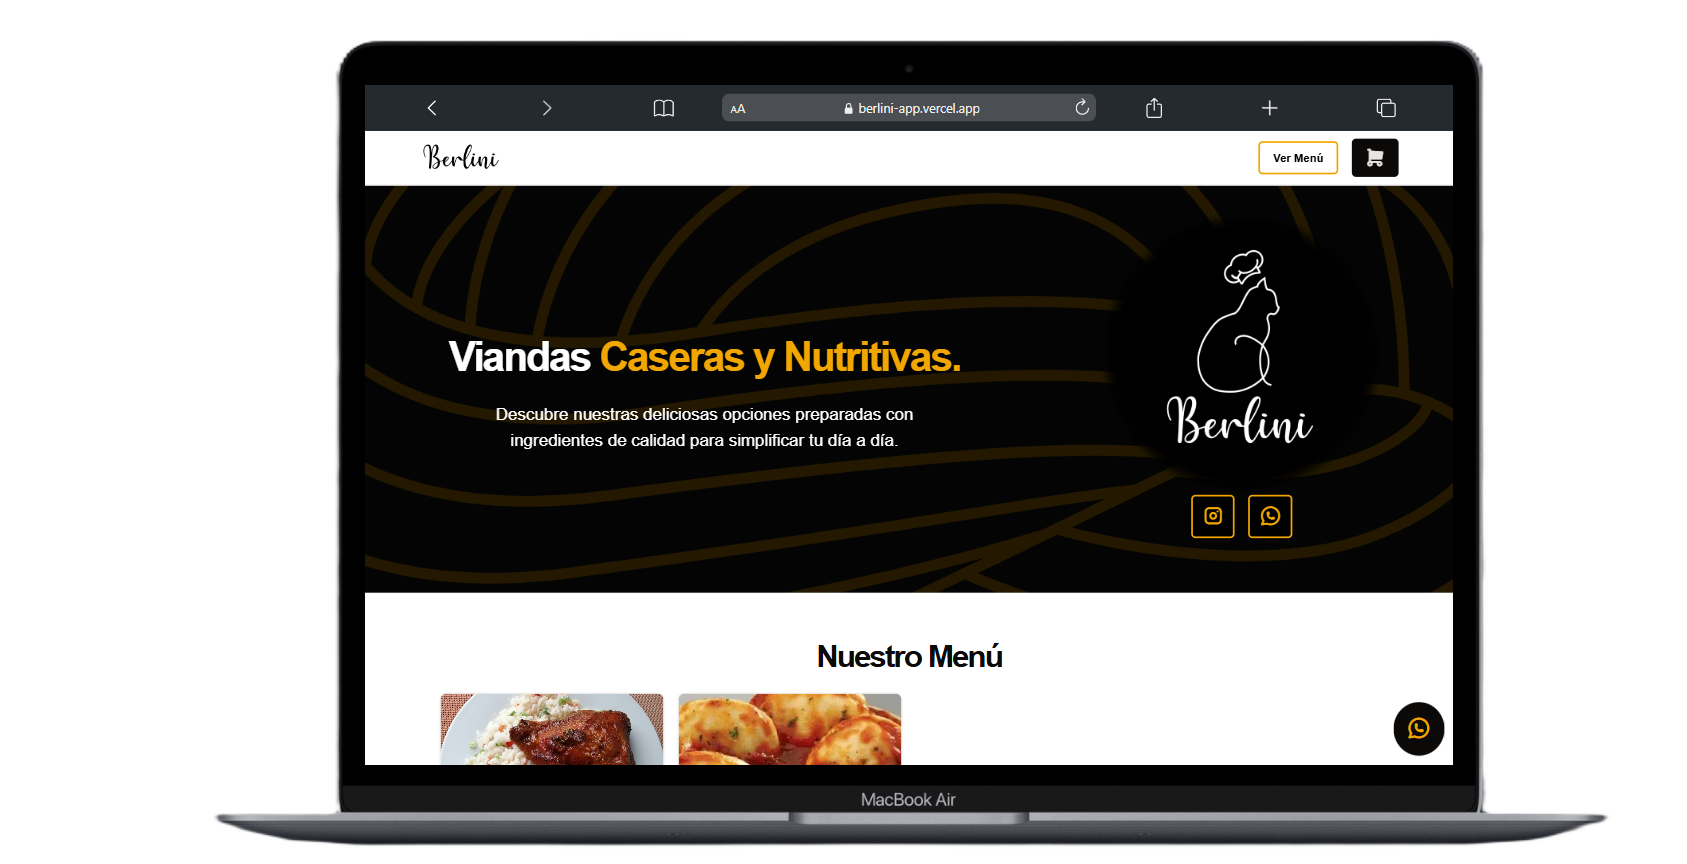 AA
berlini-app.vercel.app
Berlini
Ver Menú
Viandas Caseras y Nutritivas.
Descubre nuestras deliciosas opciones preparadas con
ingredientes de calidad para simplificar tu día a día.
Berlini
Nuestro Menú
MacBook Air